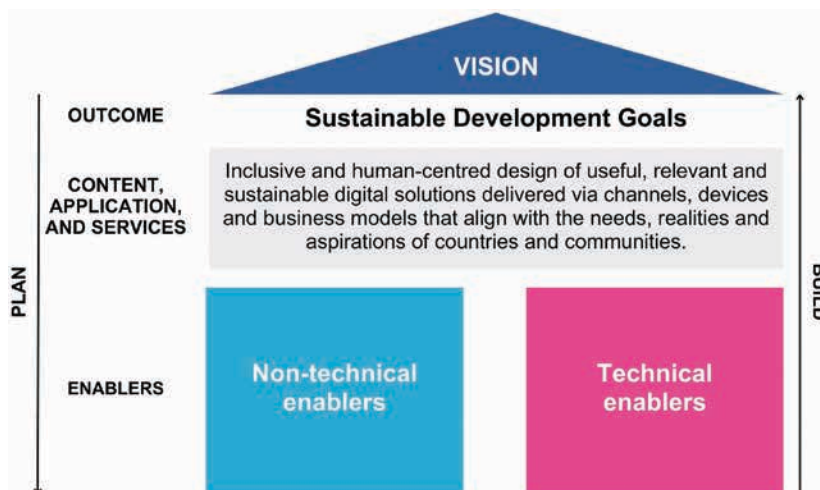 VISION
OUTCOME
Sustainable Development Goals
CONTENT,
APPLICATION,
AND SERVICES
Inclusive and human-centred design of useful, relevant and
sustainable digital solutions delivered via channels, devices
and business models that align with the needs, realities and
aspirations of countries and communities.
PLAN
BUILD
ENABLERS
Non-technical
enablers
Technical
enablers